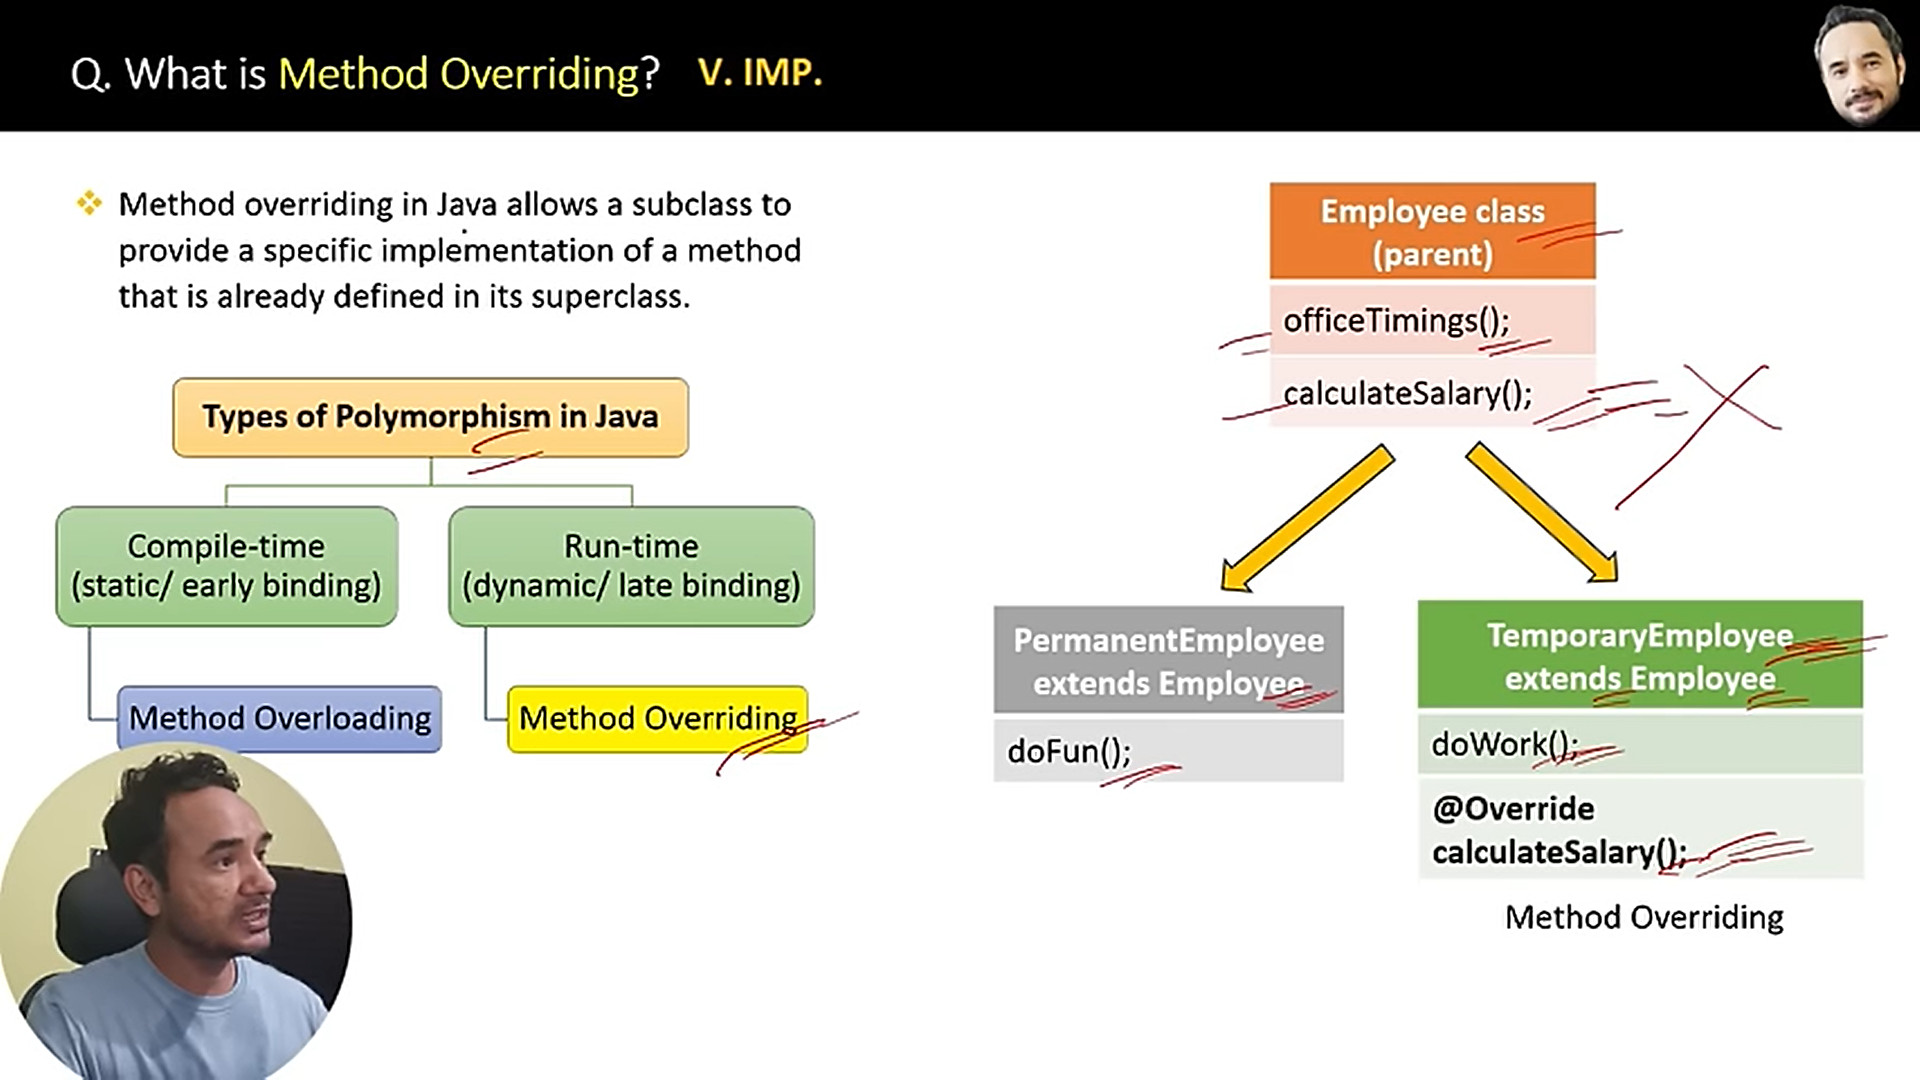 Q. What is Method Overriding? V. IMP.
Method overriding in Java allows a subclass to
provide a specific implementation of a method
that is already defined in its superclass.
Types of Polymorphism in Java
Compile-time
(static/ early binding)
Run-time
(dynamic/ late binding)
Method Overloading
Method Overriding
Employee class
(parent)
officeTimings();
calculateSalary();
PermanentEmployee
extends Employee
doFun();
TemporaryEmployee
extends Employee
doWork();
@Override
calculateSalary();
Method Overriding